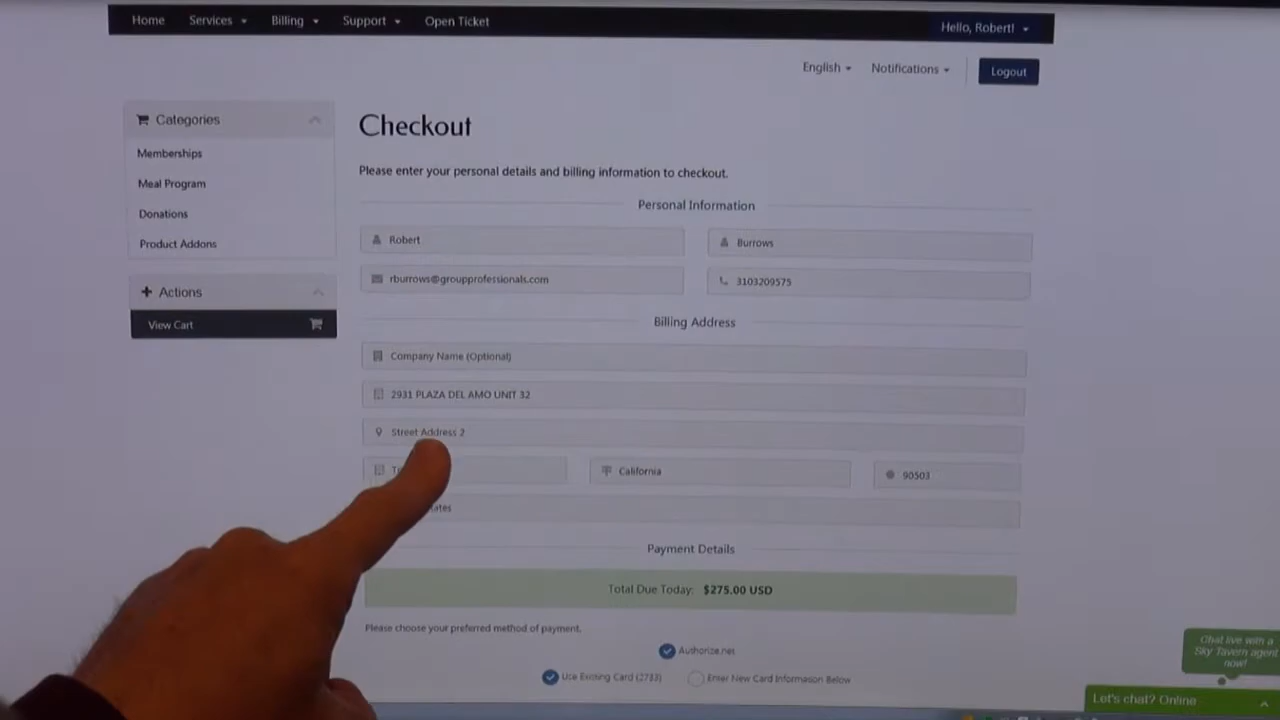 Home Services Billing Support Open Ticket Hello, Robert!
English Notifications Logout
Categories
Memberships
Meal Program
Donations
Product Addons
Actions
View Cart
Checkout
Please enter your personal details and billing information to checkout.
Personal Information
Robert Burrows
rburrows@groupprofessionals.com 3103209575
Billing Address
Company Name (Optional)
2931 PLAZA DEL AMO UNIT 32
Street Address 2
California 90503
Payment Details
Total Due Today: $275.00 USD
Please choose your preferred method of payment.
Authorize.net
Use Existing Card (2733) Enter New Card Information Below
Chat live with a
Sky Tavern agent
now!
Let's chat? Online